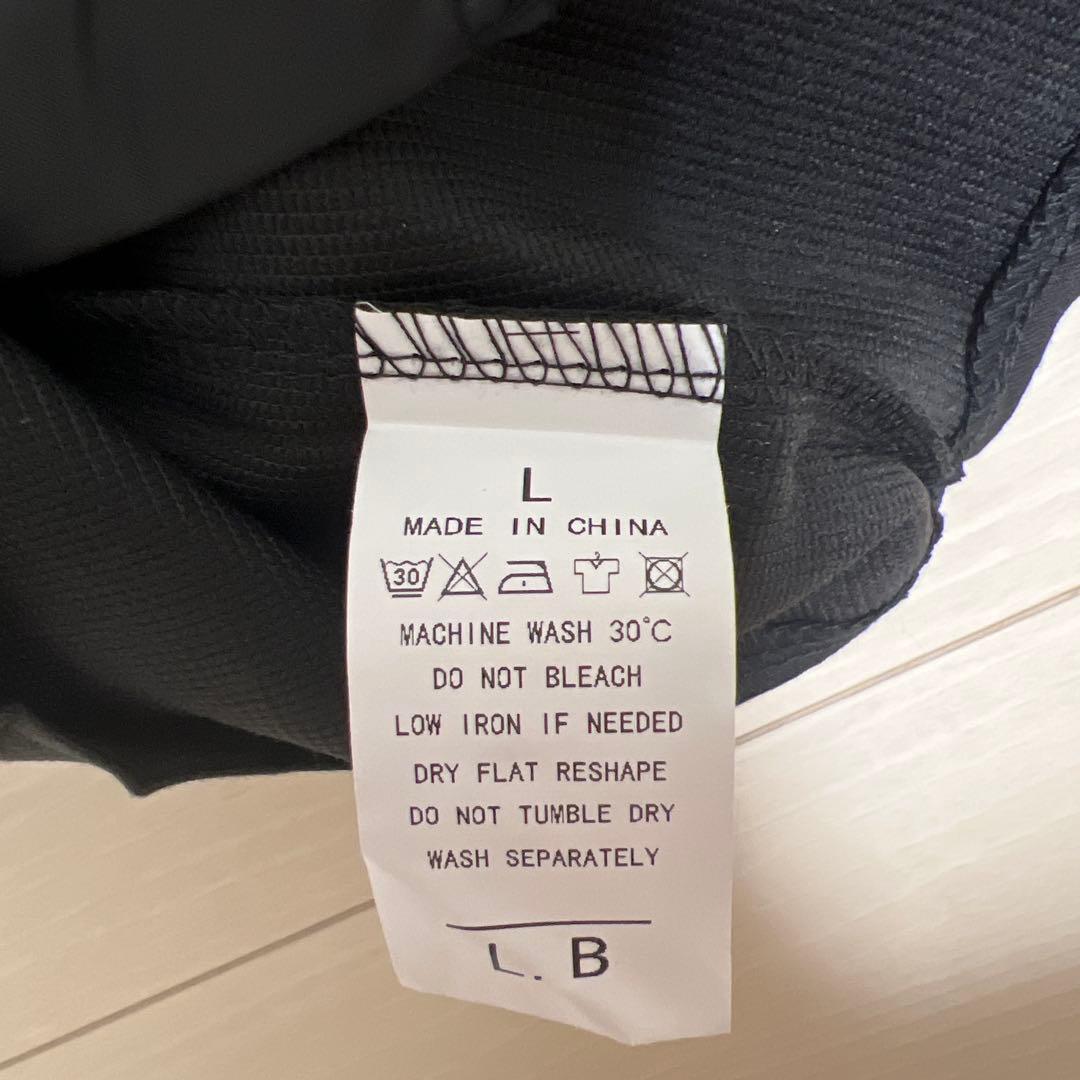 L
MADE IN CHINA
30
MACHINE WASH 30°C
DO NOT BLEACH
LOW IRON IF NEEDED
DRY FLAT RESHAPE
DO NOT TUMBLE DRY
WASH SEPARATELY
L. B